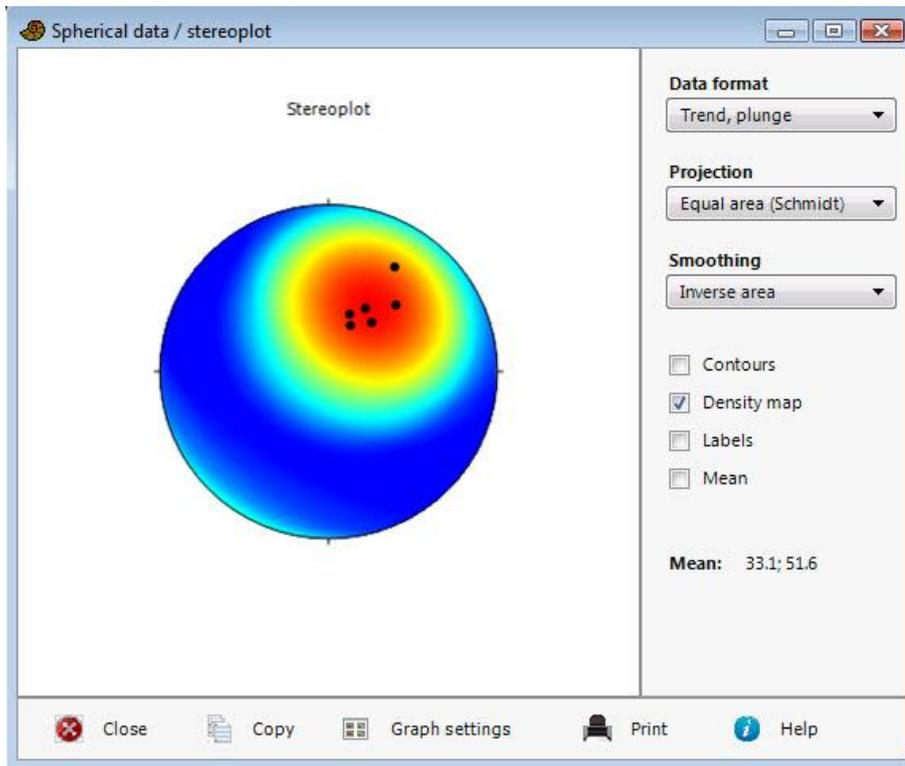 Spherical data / stereoplot
Stereoplot
Data format
Trend, plunge
Projection
Equal area (Schmidt)
Smoothing
Inverse area
Contours
Density map
Labels
Mean
Mean: 33.1; 51.6
Close Copy Graph settings Print Help